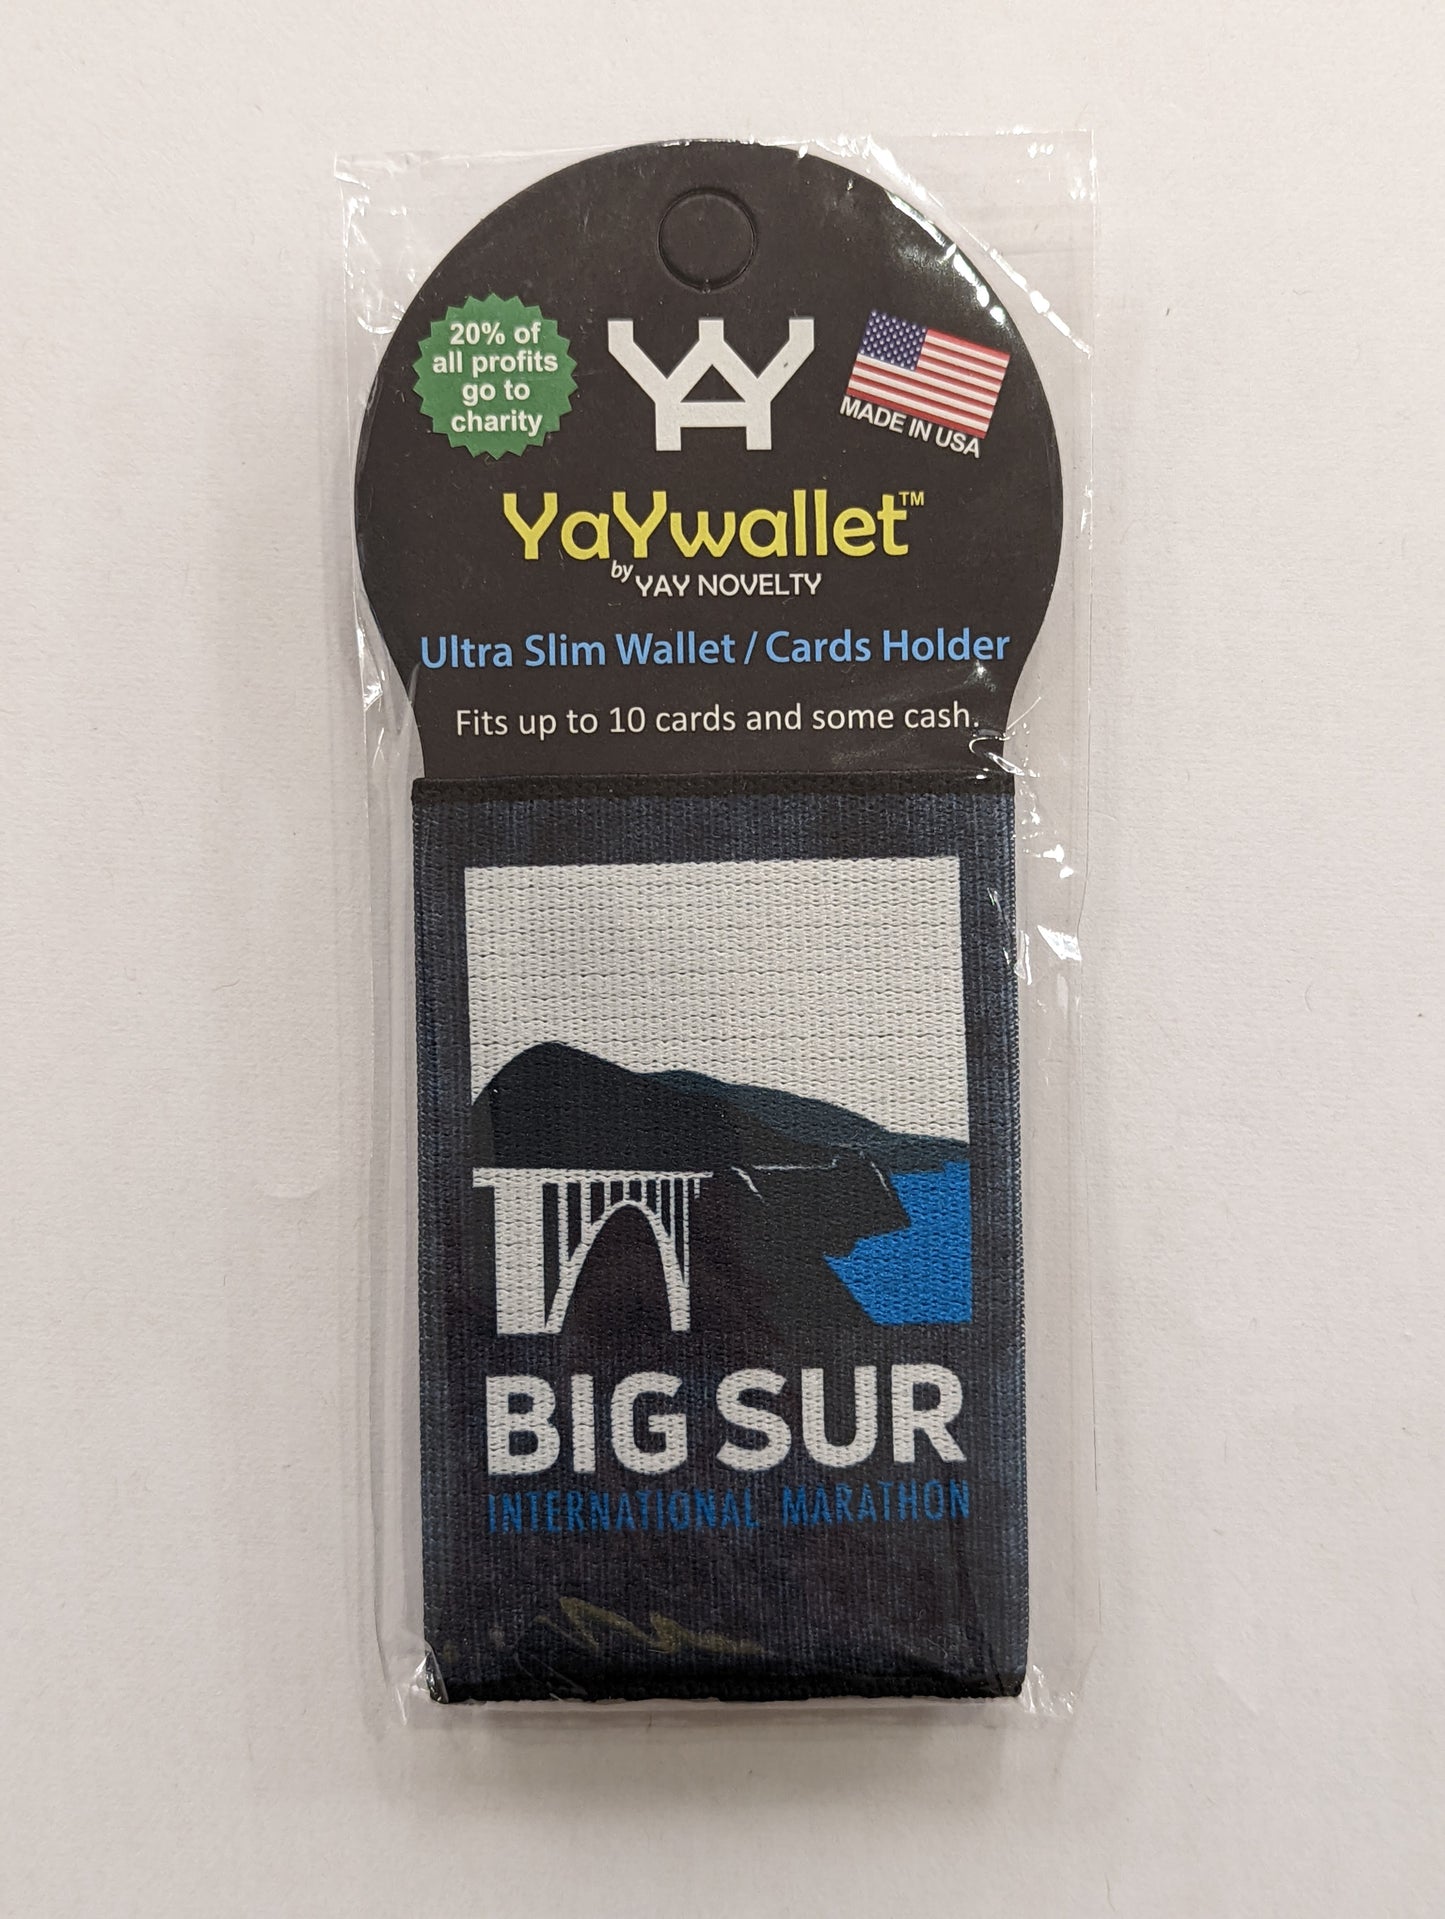 20% of
all profits
go to
charity
YAY
MADE IN USA
YaYwallet™
by YAY NOVELTY
Ultra Slim Wallet / Cards Holder
Fits up to 10 cards and some cash.
BIG SUR
INTERNATIONAL MARATHON